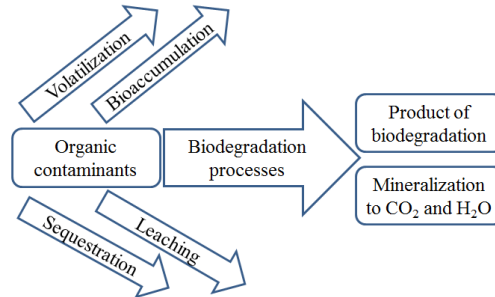 Volatilization
Bioaccumulation
Organic
contaminants
Biodegradation
processes
Product of
biodegradation
Mineralization
to CO₂ and H₂O
Sequestration
Leaching